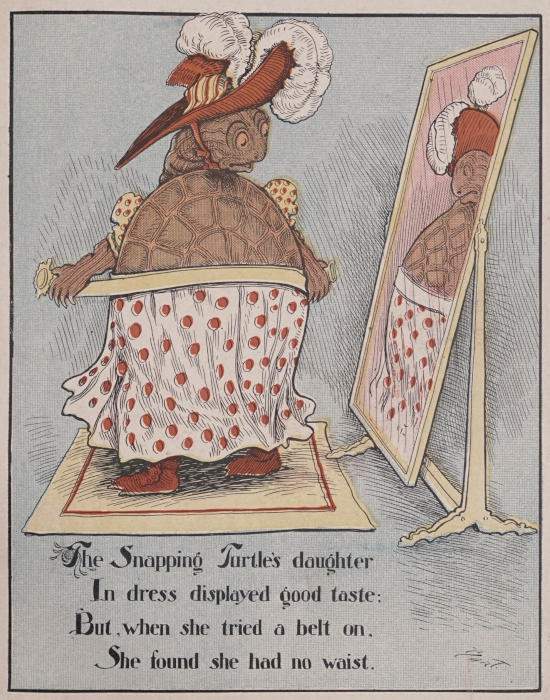 The Snapping Turtle's daughter
In dress displayed good taste:
But, when she tried a belt on,
She found she had no waist.